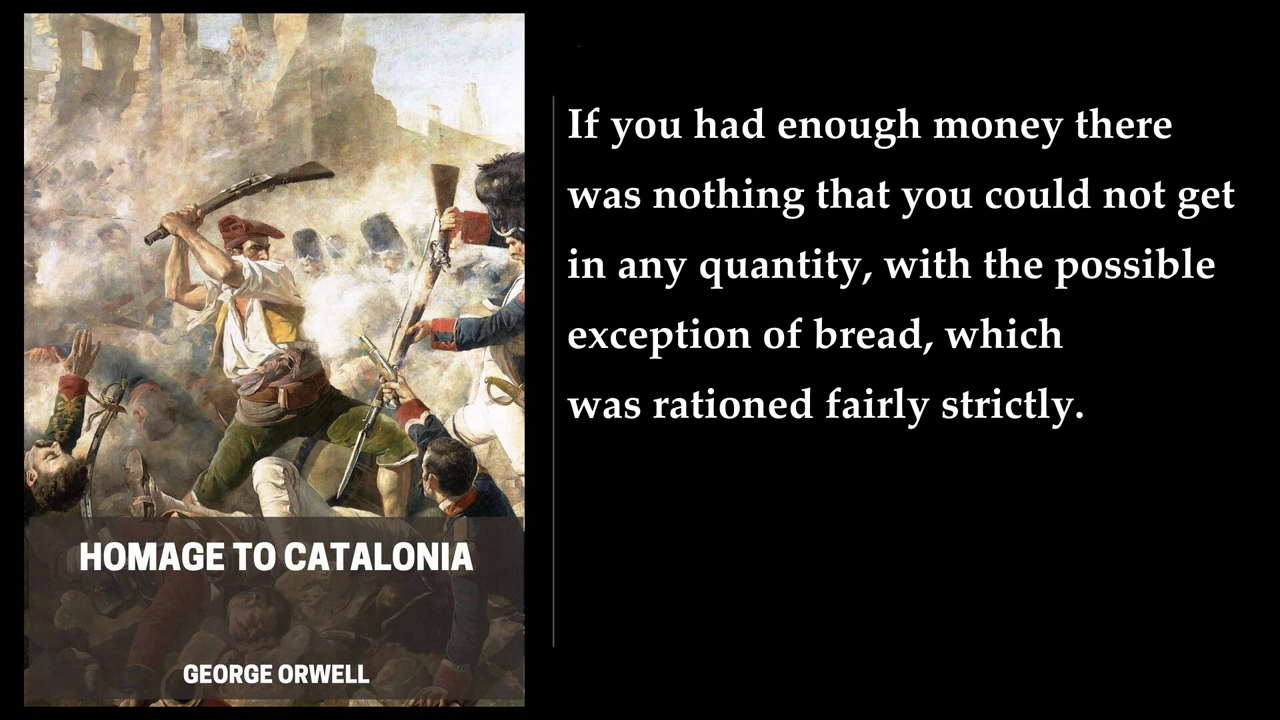 HOMAGE TO CATALONIA
GEORGE ORWELL
If you had enough money there
was nothing that you could not get
in any quantity, with the possible
exception of bread, which
was rationed fairly strictly.